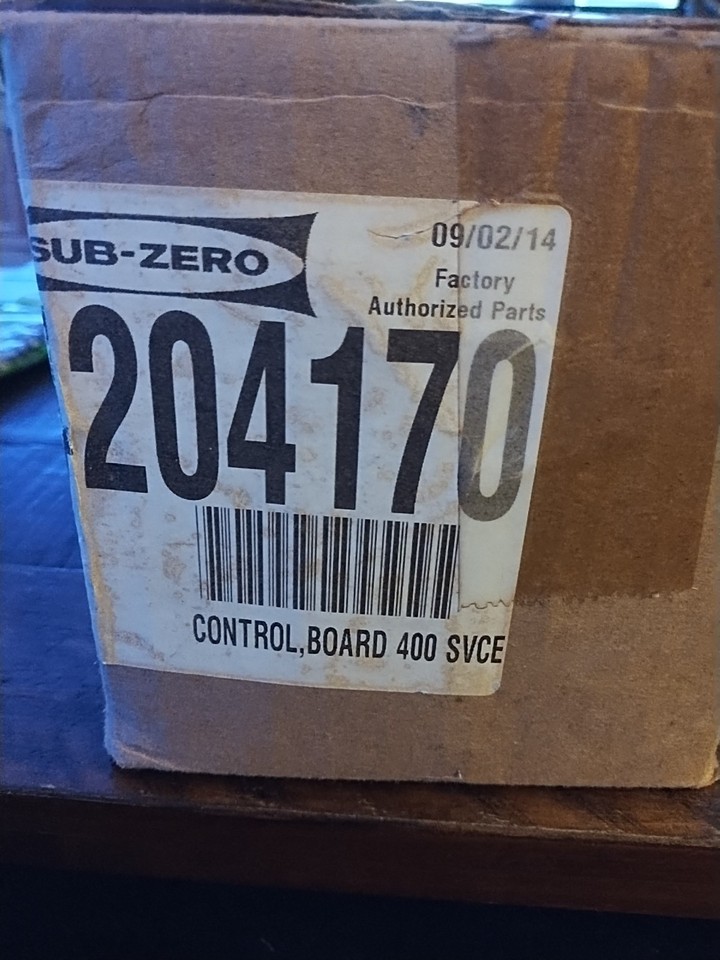 SUB-ZERO
09/02/14
Factory
Authorized Parts
204170
CONTROL,BOARD 400 SVCE